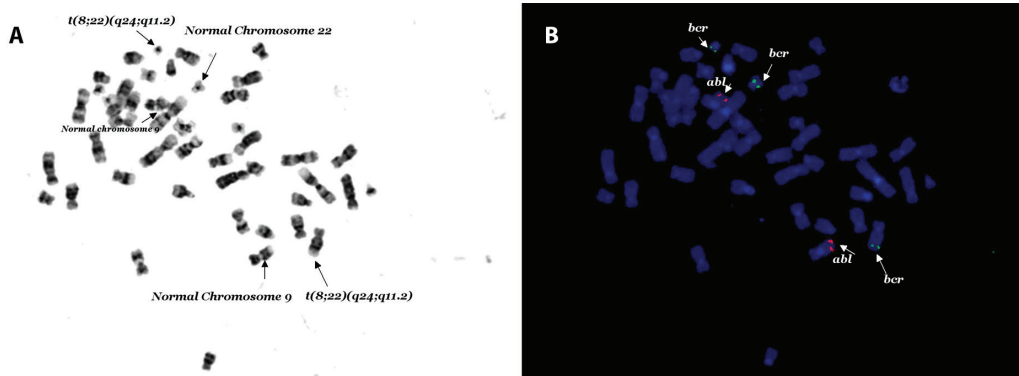 A
t(8;22)(q24;q11.2)
Normal Chromosome 22
Normal chromosome 9
Normal Chromosome 9
t(8;22)(q24;q11.2)
B
bcr
bcr
abl
abl
bcr